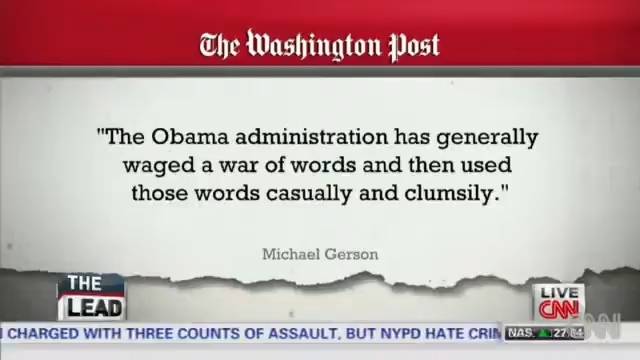 The Washington Post
"The Obama administration has generally
waged a war of words and then used
those words casually and clumsily."
Michael Gerson
THE
LEAD
LIVE
CNN
CHARGED WITH THREE COUNTS OF ASSAULT, BUT NYPD HATE CRIM
NAS. ▲
CNN